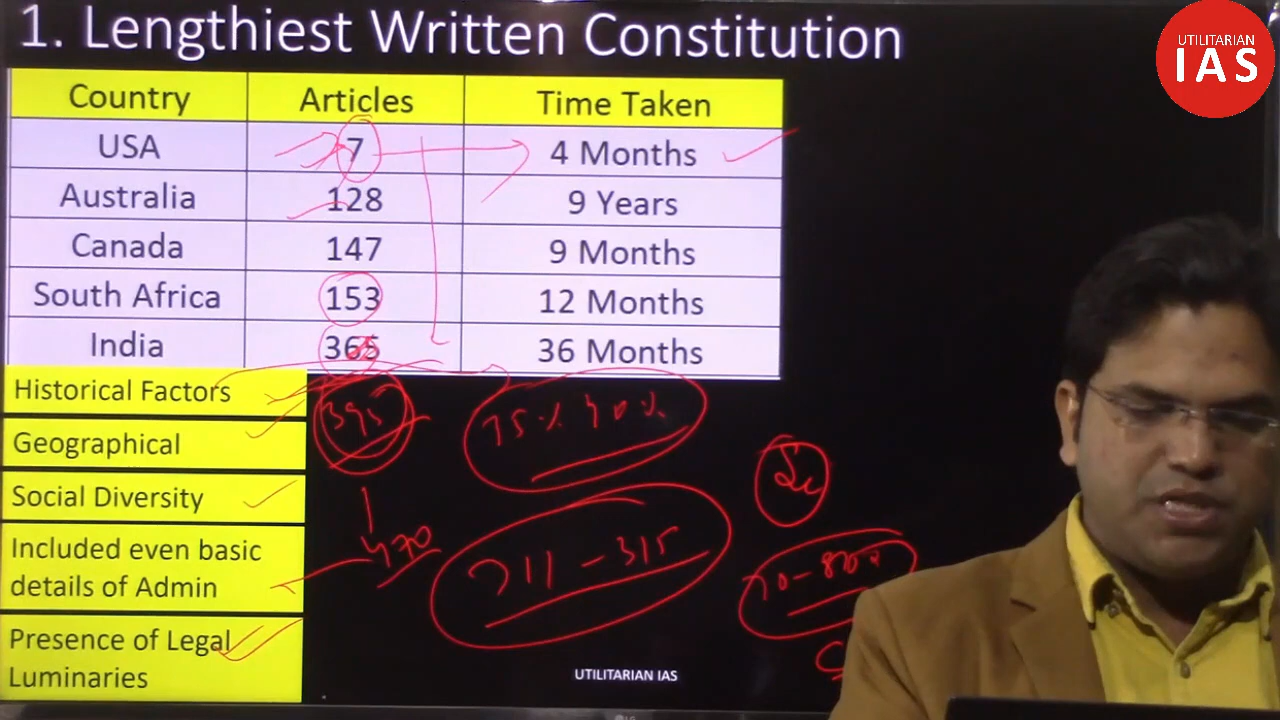 1. Lengthiest Written Constitution
UTILITARIAN
IAS
Country Articles Time Taken
USA 7 4 Months
Australia 128 9 Years
Canada 147 9 Months
South Africa 153 12 Months
India 365 36 Months
Historical Factors
395
Geographical
Social Diversity
Included even basic
details of Admin
470
315
Presence of Legal
Luminaries
UTILITARIAN IAS